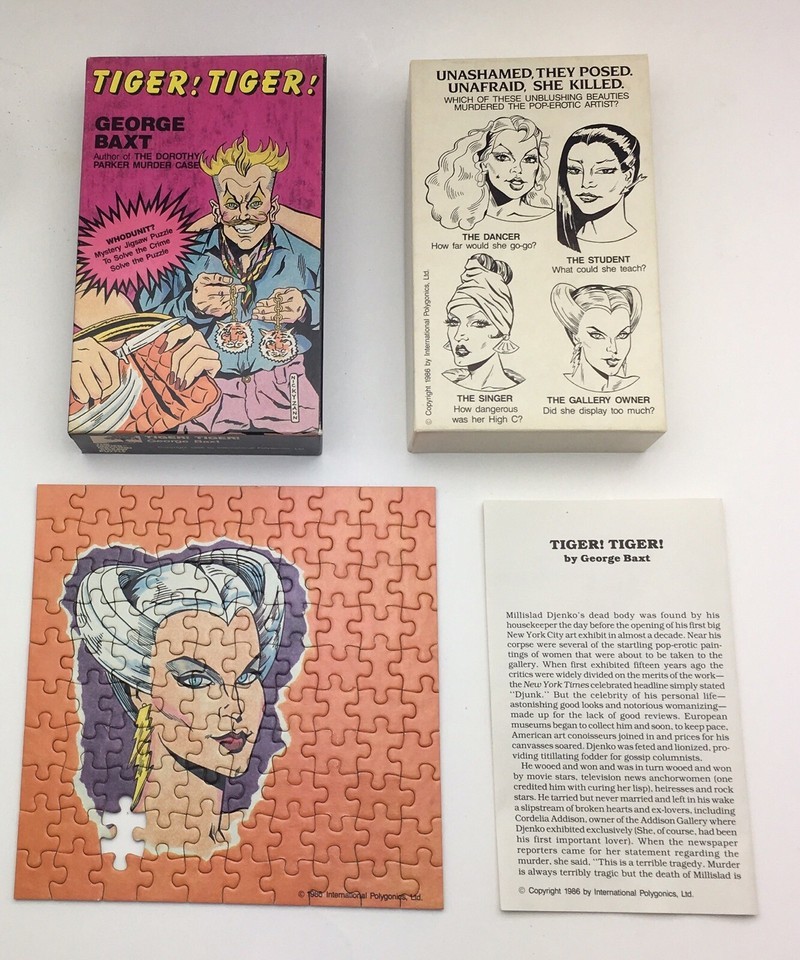 TIGER! TIGER!
GEORGE
BAXT
Author of THE DOROTHY
PARKER MURDER CASE
WHODUNIT?
Mystery Jigsaw Puzzle
To Solve the Crime
Solve the Puzzle
NICK TZANN
TIGER! TIGER!
George Baxt
UNASHAMED, THEY POSED.
UNAFRAID, SHE KILLED.
WHICH OF THESE UNBLUSHING BEAUTIES
MURDERED THE POP-EROTIC ARTIST?
THE DANCER
How far would she go-go?
THE STUDENT
What could she teach?
THE SINGER
How dangerous
was her High C?
THE GALLERY OWNER
Did she display too much?
© Copyright 1986 by International Polygonics, Ltd.
© 1986 International Polygonics, Ltd.
TIGER! TIGER!
by George Baxt
Millislad Djenko's dead body was found by his
housekeeper the day before the opening of his first big
New York City art exhibit in almost a decade. Near his
corpse were several of the startling pop-erotic pain-
tings of women that were about to be taken to the
gallery. When first exhibited fifteen years ago the
critics were widely divided on the merits of the work—
the New York Times celebrated headline simply stated
"Djunk." But the celebrity of his personal life—
astonishing good looks and notorious womanizing—
made up for the lack of good reviews. European
museums began to collect him and soon, to keep pace,
American art conoisseurs joined in and prices for his
canvasses soared. Djenko was feted and lionized, pro-
viding titillating fodder for gossip columnists.
He wooed and won and was in turn wooed and won
by movie stars, television news anchorwomen (one
credited him with curing her lisp), heiresses and rock
stars. He tarried but never married and left in his wake
a slipstream of broken hearts and ex-lovers, including
Cordelia Addison, owner of the Addison Gallery where
Djenko exhibited exclusively (She, of course, had been
his first important lover). When the newspaper
reporters came for her statement regarding the
murder, she said. "This is a terrible tragedy. Murder
is always terribly tragic but the death of Millislad is
© Copyright 1986 by International Polygonics, Ltd.